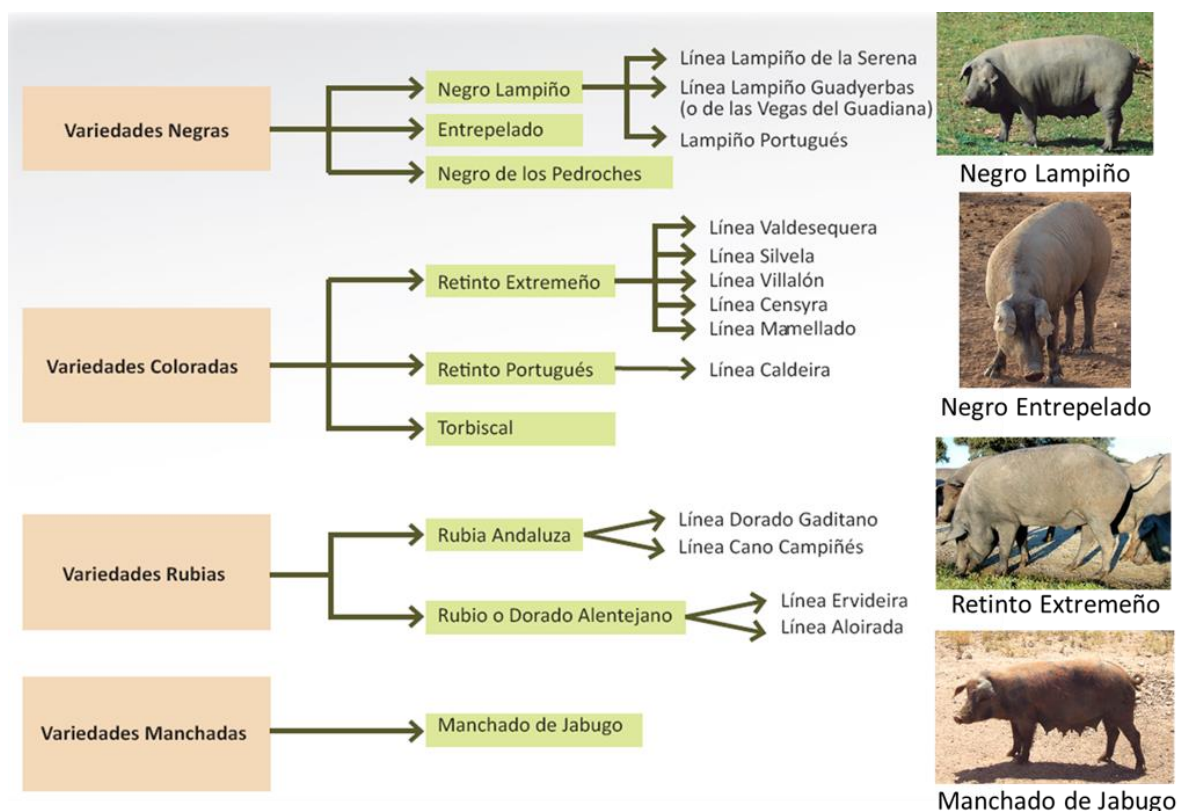 Variedades Negras
Negro Lampiño
Entrepelado
Negro de los Pedroches
Línea Lampiño de la Serena
Línea Lampiño Guadyerbas
(o de las Vegas del Guadiana)
Lampiño Portugués
Variedades Coloradas
Retinto Extremeño
Línea Valdesequera
Línea Silvela
Línea Villalón
Línea Censyra
Línea Mamellado
Retinto Portugués
Línea Caldeira
Torbiscal
Variedades Rubias
Rubia Andaluza
Línea Dorado Gaditano
Línea Cano Campiñés
Rubio o Dorado Alentejano
Línea Ervideira
Línea Aloirada
Variedades Manchadas
Manchado de Jabugo
Negro Lampiño
Negro Entrepelado
Retinto Extremeño
Manchado de Jabugo